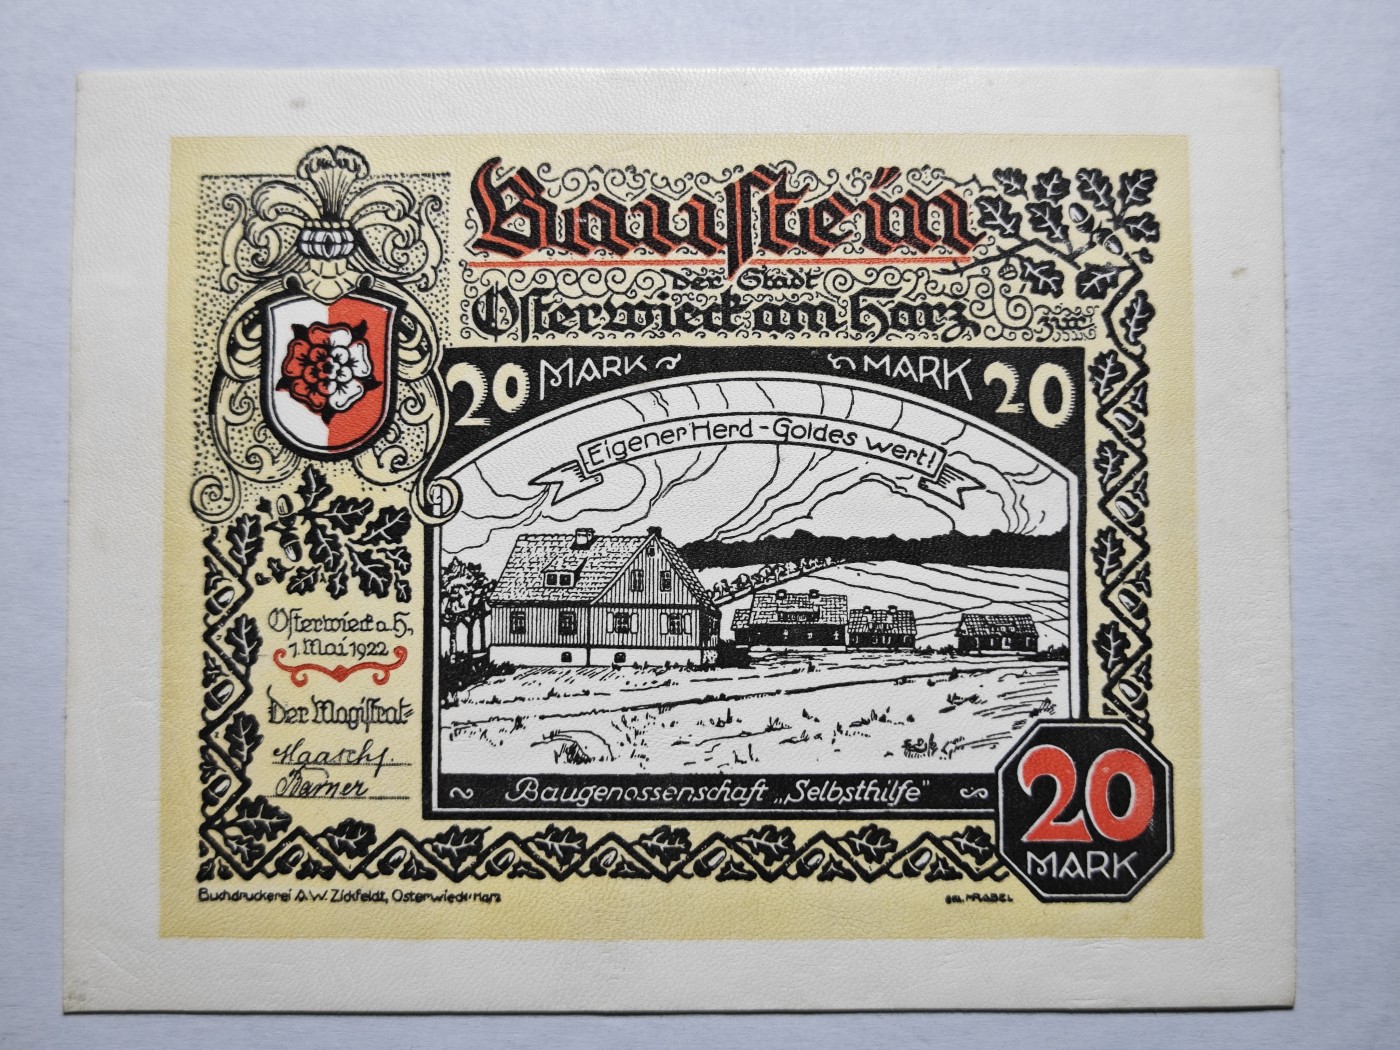 Baustein
der Stadt
Osterwieck am Harz
20 MARK MARK 20
Eigener Herd - Goldes wert!
Osterwieck a. H.,
1. Mai 1922
Der Magistrat
Baugenossenschaft „Selbsthilfe“
20
MARK
Buchdruckerei A.W. Zickfeldt, Osterwieck-Harz